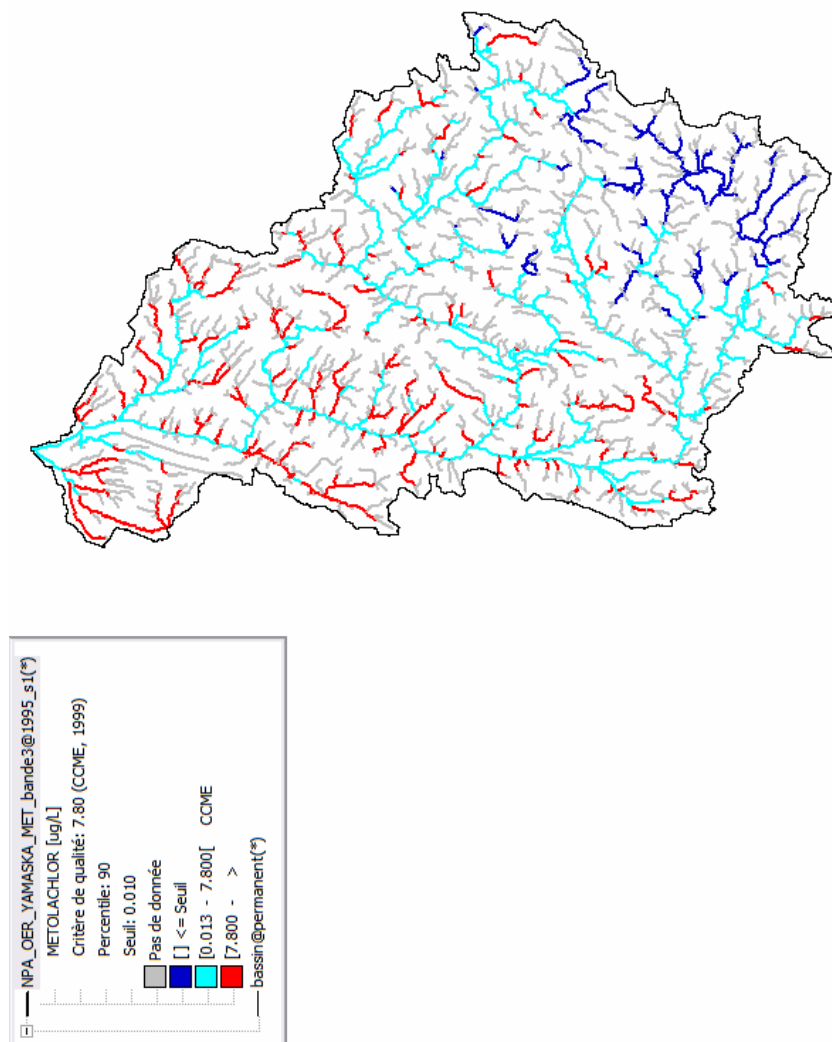 NPA_OER_YAMASKA_MET_bande3@1995_s1(*)
METOLACHLOR [ug/L]
Critère de qualité: 7.80 (CCME, 1999)
Percentile: 90
Seuil: 0.010
Pas de donnée
[] <= Seuil
[0.013 - 7.800[ CCME
[7.800 - >
bassin@permanent(*)